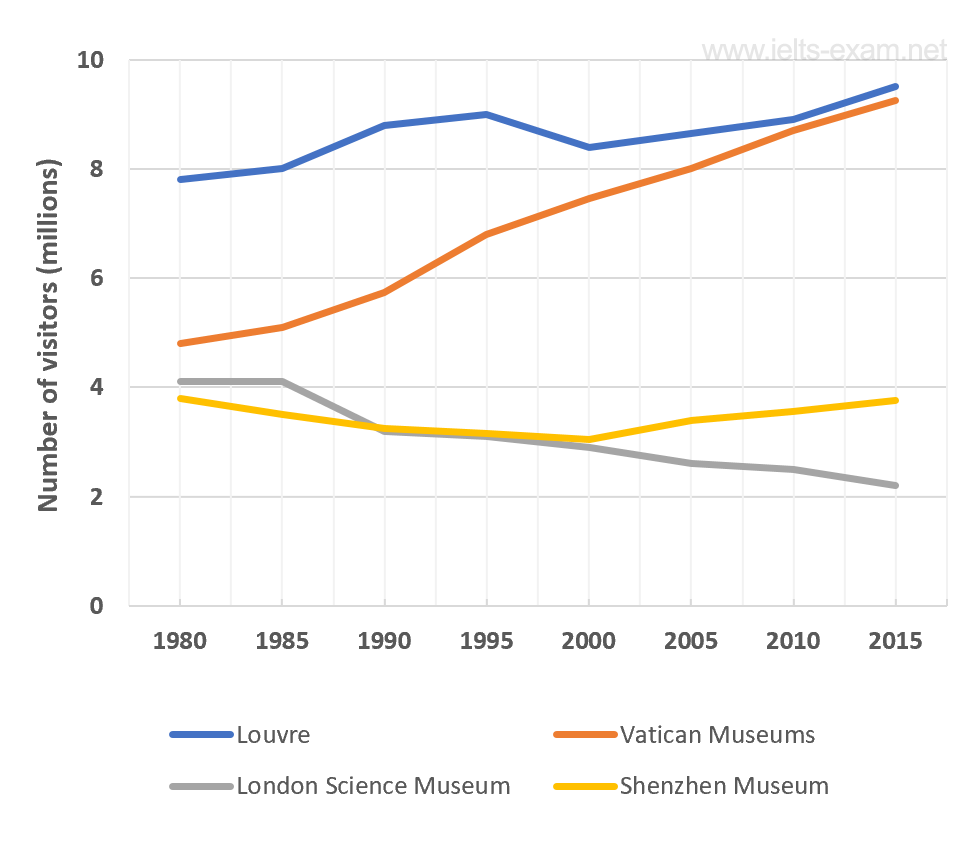 www.ielts-exam.net
10
8
6
4
2
0
Number of visitors (millions)
1980 1985 1990 1995 2000 2005 2010 2015
Louvre Vatican Museums
London Science Museum Shenzhen Museum